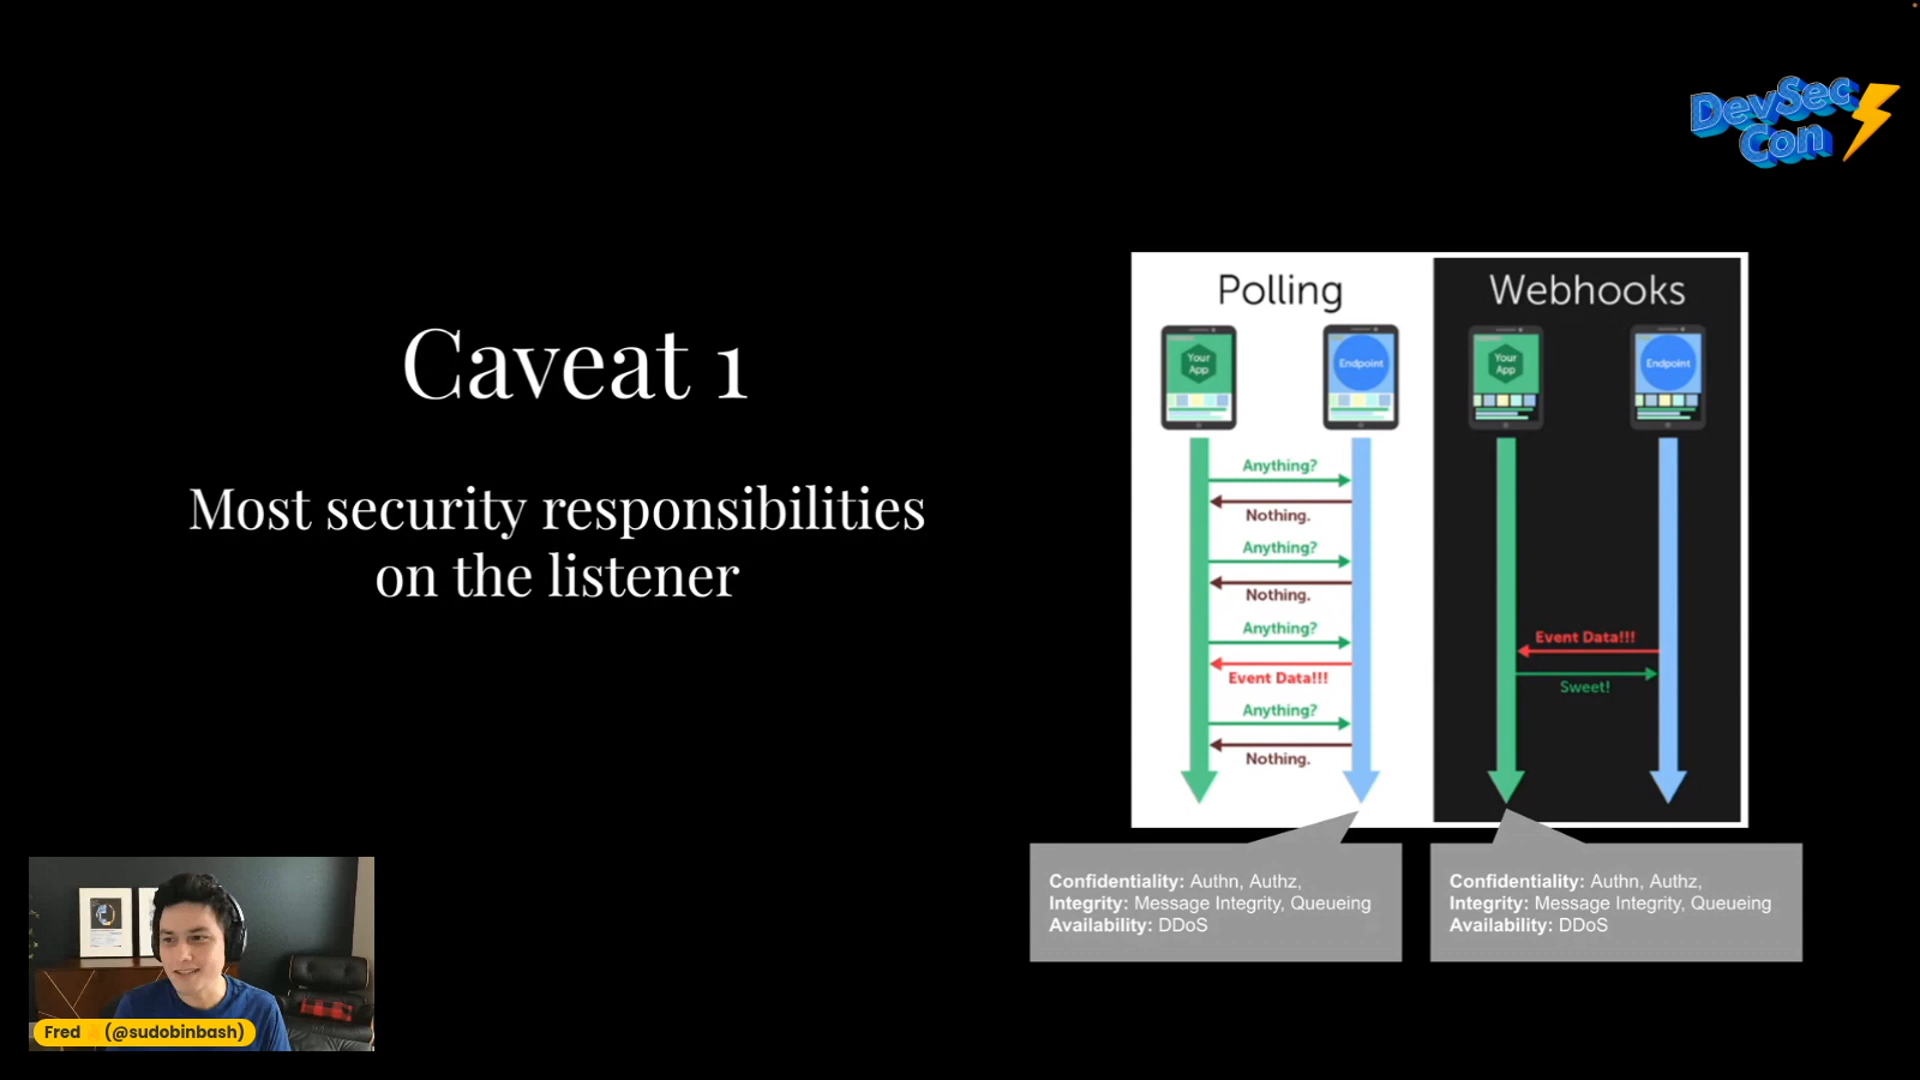 DevSec
Con
Caveat 1
Most security responsibilities
on the listener
Polling
Your
App
Endpoint
Anything?
Nothing.
Anything?
Nothing.
Anything?
Event Data!!!
Anything?
Nothing.
Webhooks
Your
App
Endpoint
Event Data!!!
Sweet!
Confidentiality: Authn, Authz,
Integrity: Message Integrity, Queueing
Availability: DDoS
Confidentiality: Authn, Authz,
Integrity: Message Integrity, Queueing
Availability: DDoS
Fred (@sudobinbash)